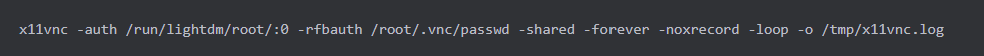 x11vnc -auth /run/lightdm/root/:0 -rfbauth /root/.vnc/passwd -shared -forever -noxrecord -loop -o /tmp/x11vnc.log